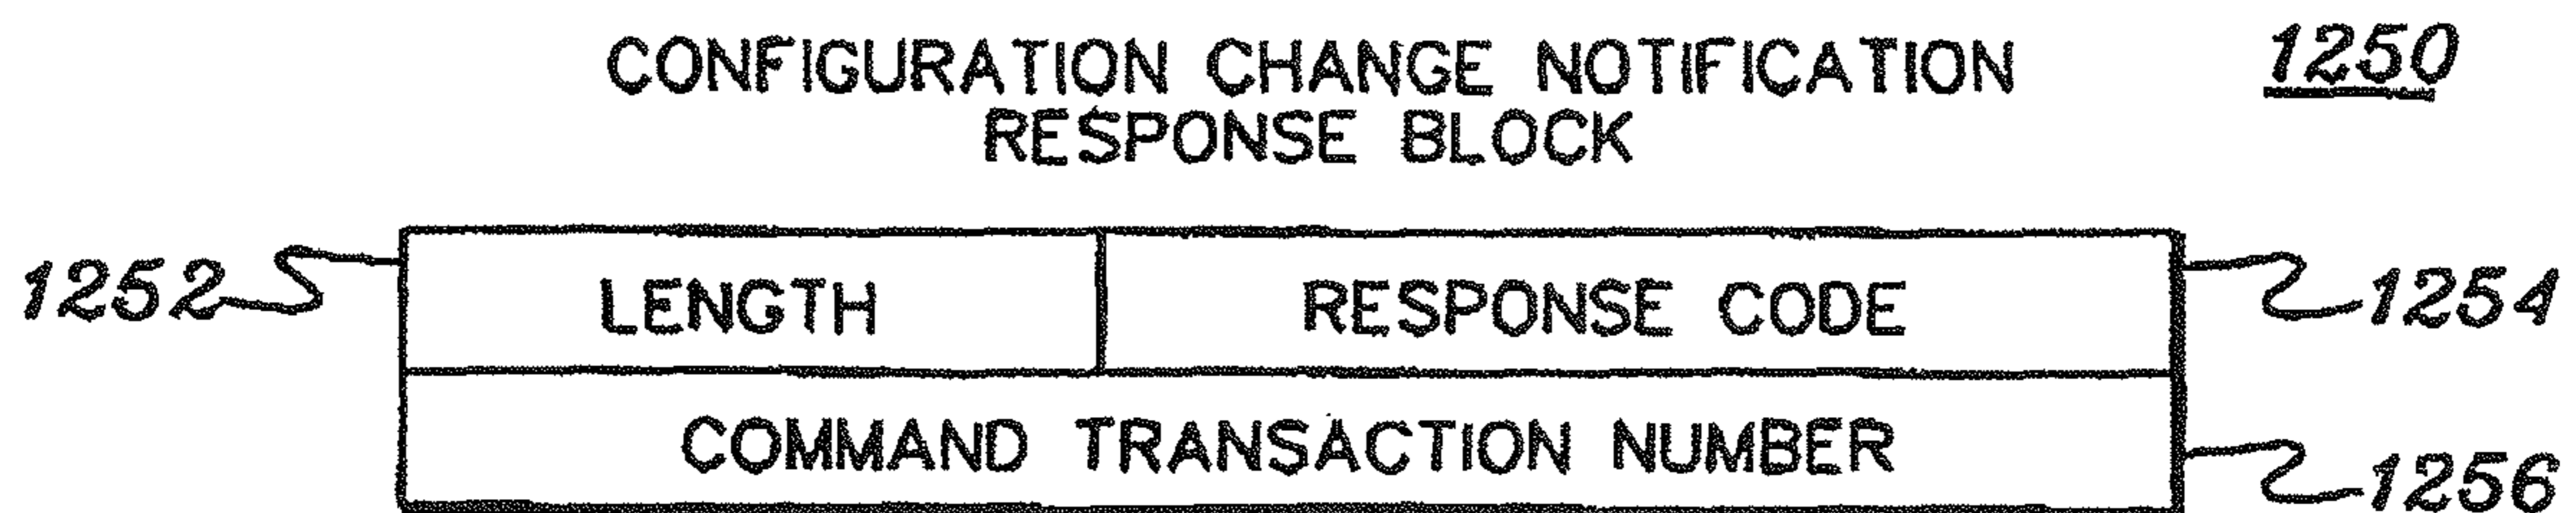 CONFIGURATION CHANGE NOTIFICATION 1250
RESPONSE BLOCK
1252 LENGTH RESPONSE CODE 1254
COMMAND TRANSACTION NUMBER 1256